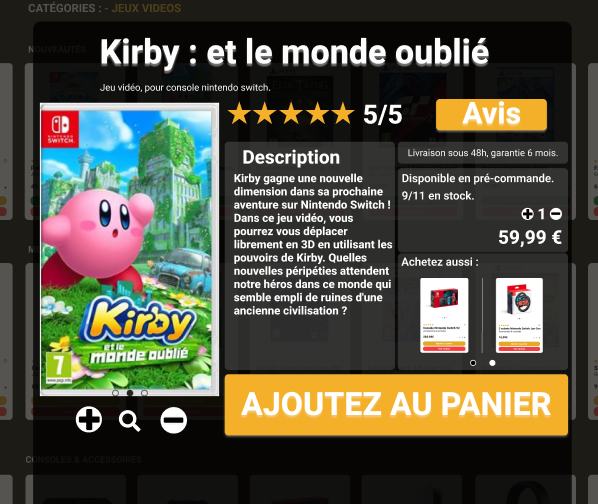 CATÉGORIES : - JEUX VIDEOS
NOUVEAUTÉS
Kirby : et le monde oublié
Jeu vidéo, pour console nintendo switch.
5/5
Avis
NINTENDO
SWITCH
Kirby
et le
monde oublié
7
www.pegi.info
Description
Kirby gagne une nouvelle
dimension dans sa prochaine
aventure sur Nintendo Switch !
Dans ce jeu vidéo, vous
pourrez vous déplacer
librement en 3D en utilisant les
pouvoirs de Kirby. Quelles
nouvelles péripéties attendent
notre héros dans ce monde qui
semble empli de ruines d'une
ancienne civilisation ?
Livraison sous 48h, garantie 6 mois.
Disponible en pré-commande.
9/11 en stock.
1
59,99 €
Achetez aussi :
AJOUTEZ AU PANIER
CONSOLES & ACCESSOIRES